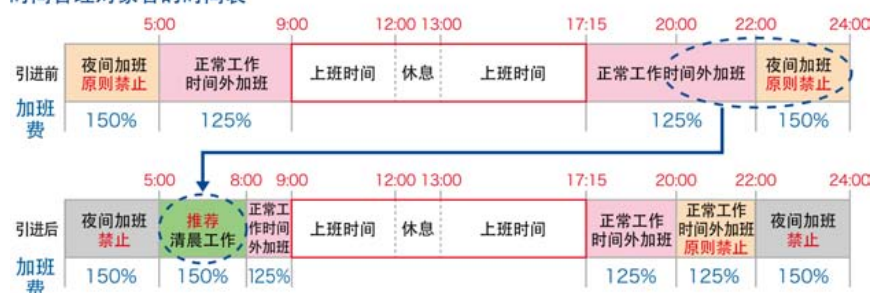 5:00 9:00 12:00 13:00 17:15 20:00 22:00 24:00
引进前
夜间加班
原则禁止
正常工作
时间外加班
上班时间
休息
上班时间
正常工作时间外加班
夜间加班
原则禁止
加班
费
150% 125% 125% 150%
5:00 8:00 9:00 12:00 13:00 17:15 20:00 22:00 24:00
引进后
夜间加班
禁止
推荐
清晨工作
正常工
作时间
外加班
上班时间
休息
上班时间
正常工作
时间外加班
正常工作
时间外加班
原则禁止
夜间加班
禁止
加班
费
150% 150% 125% 125% 125% 150%